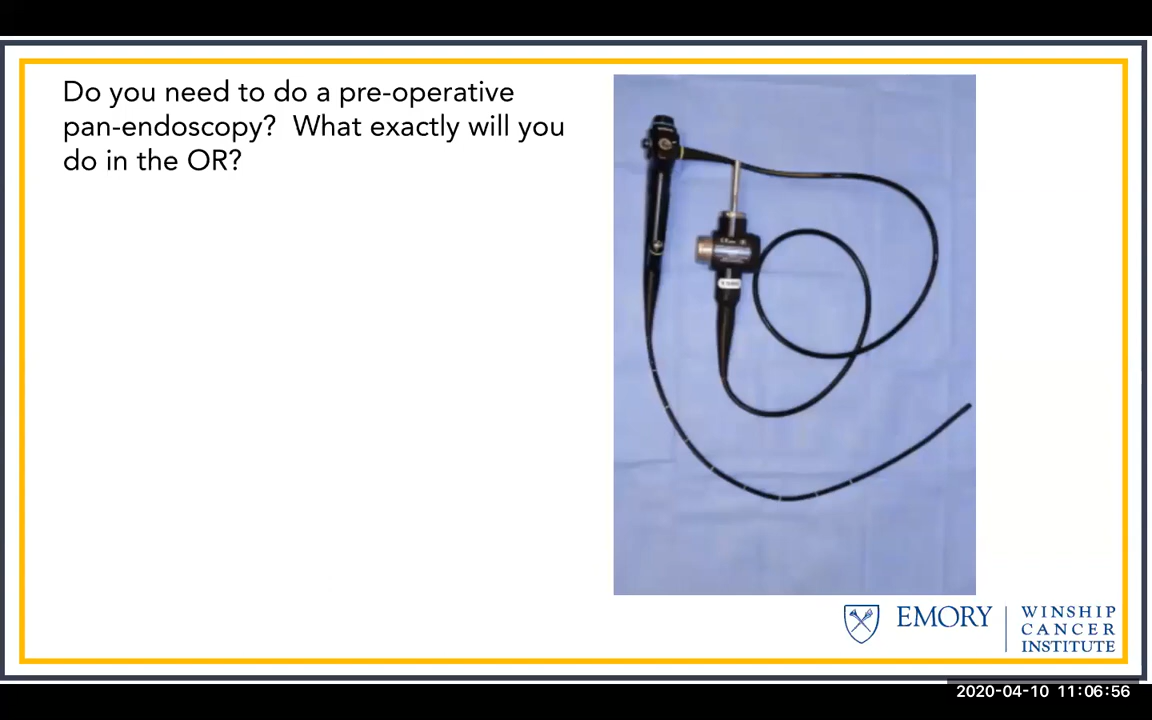 Do you need to do a pre-operative
pan-endoscopy?  What exactly will you
do in the OR?
EMORY
WINSHIP
CANCER
INSTITUTE
2020-04-10 11:06:56